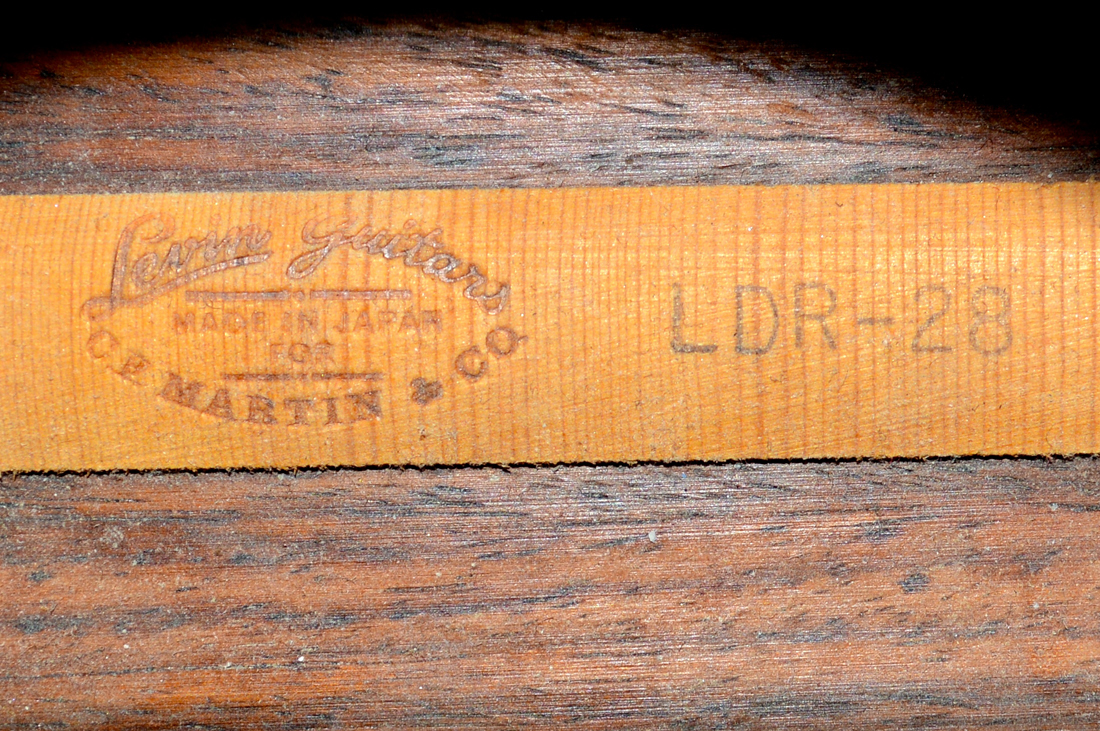 Levin Guitars
MADE IN JAPAN
FOR
C.F. MARTIN & CO.
LDR-28